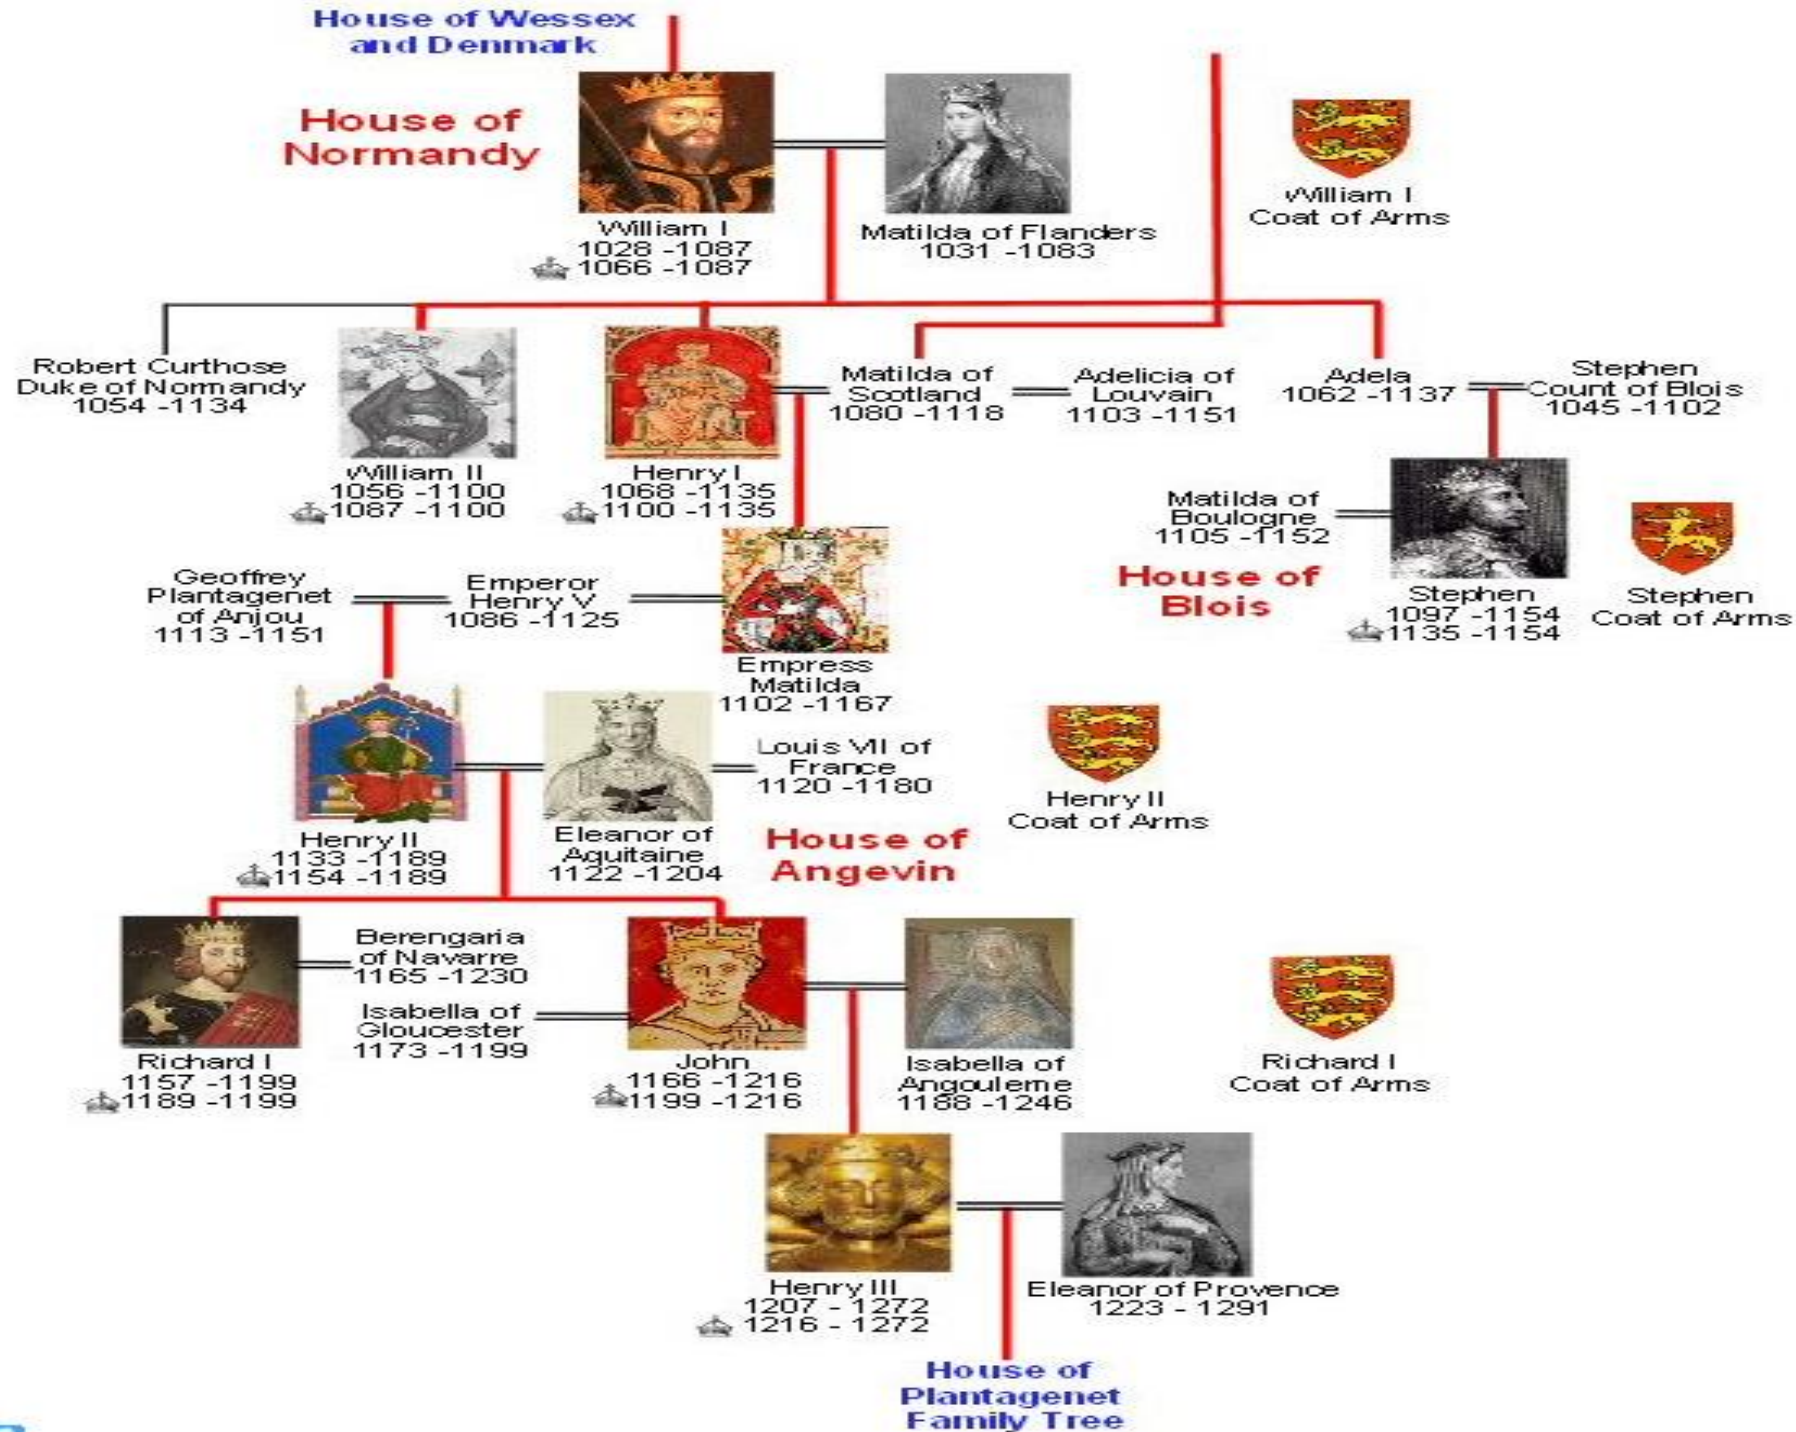 House of Wessex
and Denmark
House of
Normandy
William I
1028 -1087
1066 -1087
Matilda of Flanders
1031 -1083
William I
Coat of Arms
Robert Curthose
Duke of Normandy
1054 -1134
William II
1056 -1100
1087 -1100
Henry I
1068 -1135
1100 -1135
Matilda of
Scotland
1080 -1118
Adelicia of
Louvain
1103 -1151
Adela
1062 -1137
Stephen
Count of Blois
1045 -1102
Matilda of
Boulogne
1105 -1152
House of
Blois
Stephen
1097 -1154
1135 -1154
Stephen
Coat of Arms
Geoffrey
Plantagenet
of Anjou
1113 -1151
Emperor
Henry V
1086 -1125
Empress
Matilda
1102 -1167
Henry II
1133 -1189
1154 -1189
Eleanor of
Aquitaine
1122 -1204
Louis VII of
France
1120 -1180
House of
Angevin
Henry II
Coat of Arms
Richard I
1157 -1199
1189 -1199
Berengaria
of Navarre
1165 -1230
Isabella of
Gloucester
1173 -1199
John
1166 -1216
1199 -1216
Isabella of
Angouleme
1188 -1246
Richard I
Coat of Arms
Henry III
1207 - 1272
1216 - 1272
Eleanor of Provence
1223 - 1291
House of
Plantagenet
Family Tree